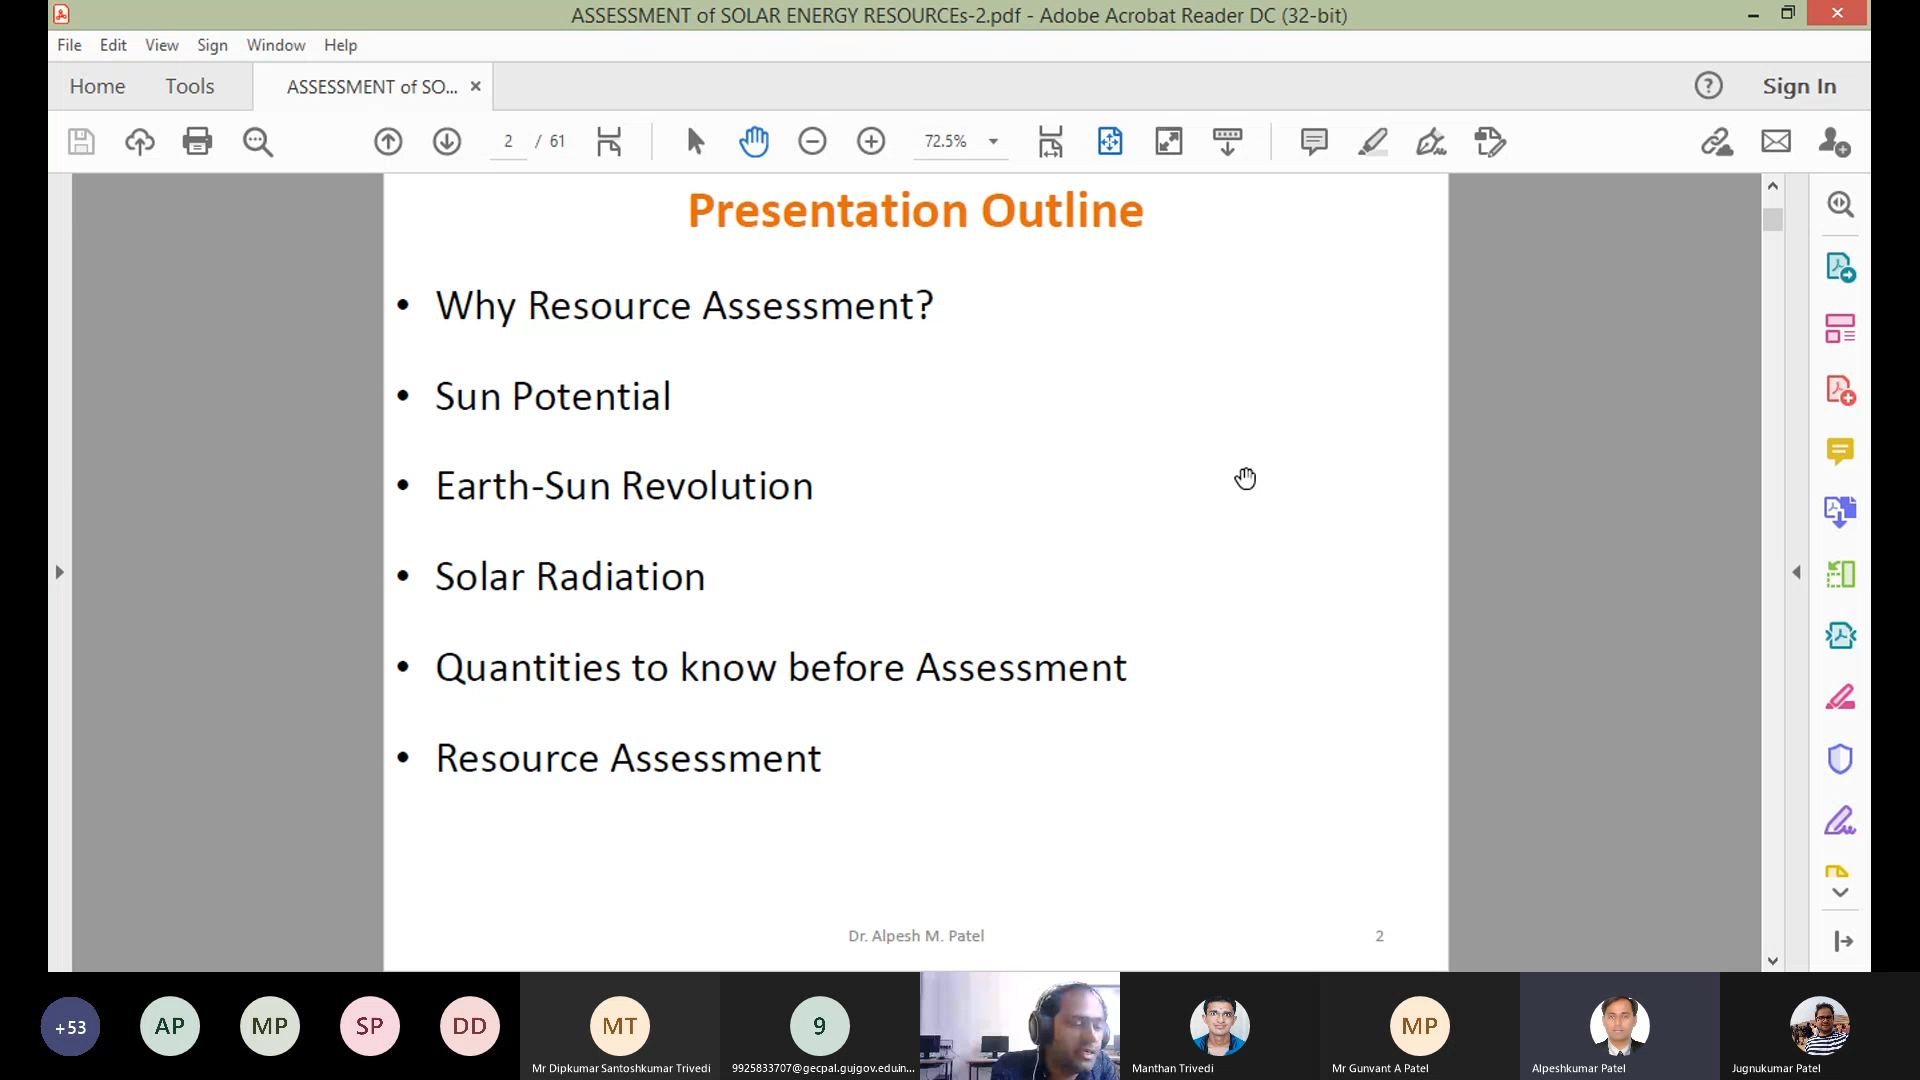 ASSESSMENT of SOLAR ENERGY RESOURCEs-2.pdf - Adobe Acrobat Reader DC (32-bit)
File Edit View Sign Window Help
Home Tools ASSESSMENT of SO... × Sign In
2 / 61 72.5%
Presentation Outline
• Why Resource Assessment?
• Sun Potential
• Earth-Sun Revolution
• Solar Radiation
• Quantities to know before Assessment
• Resource Assessment
Dr. Alpesh M. Patel 2
+53 AP MP SP DD MT 9 MP
Mr Dipkumar Santoshkumar Trivedi 9925833707@gecpal.gujgov.edu.in... Manthan Trivedi Mr Gunvant A Patel Alpeshkumar Patel Jugnukumar Patel